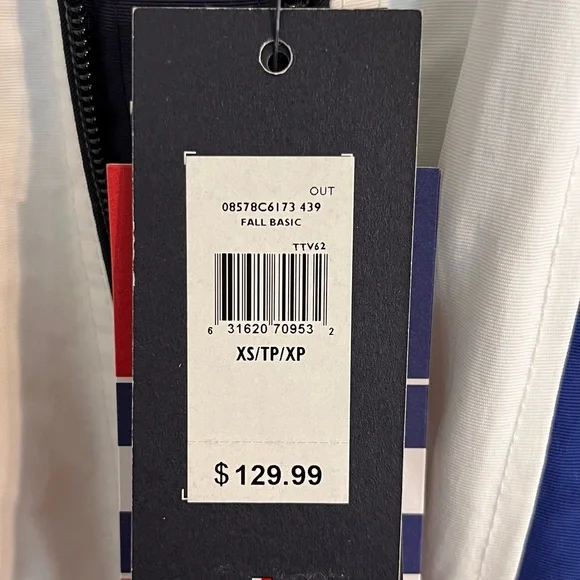 OUT
08578C6173 439
FALL BASIC
TTV62
6 31620 70953 2
XS/TP/XP
$ 129.99